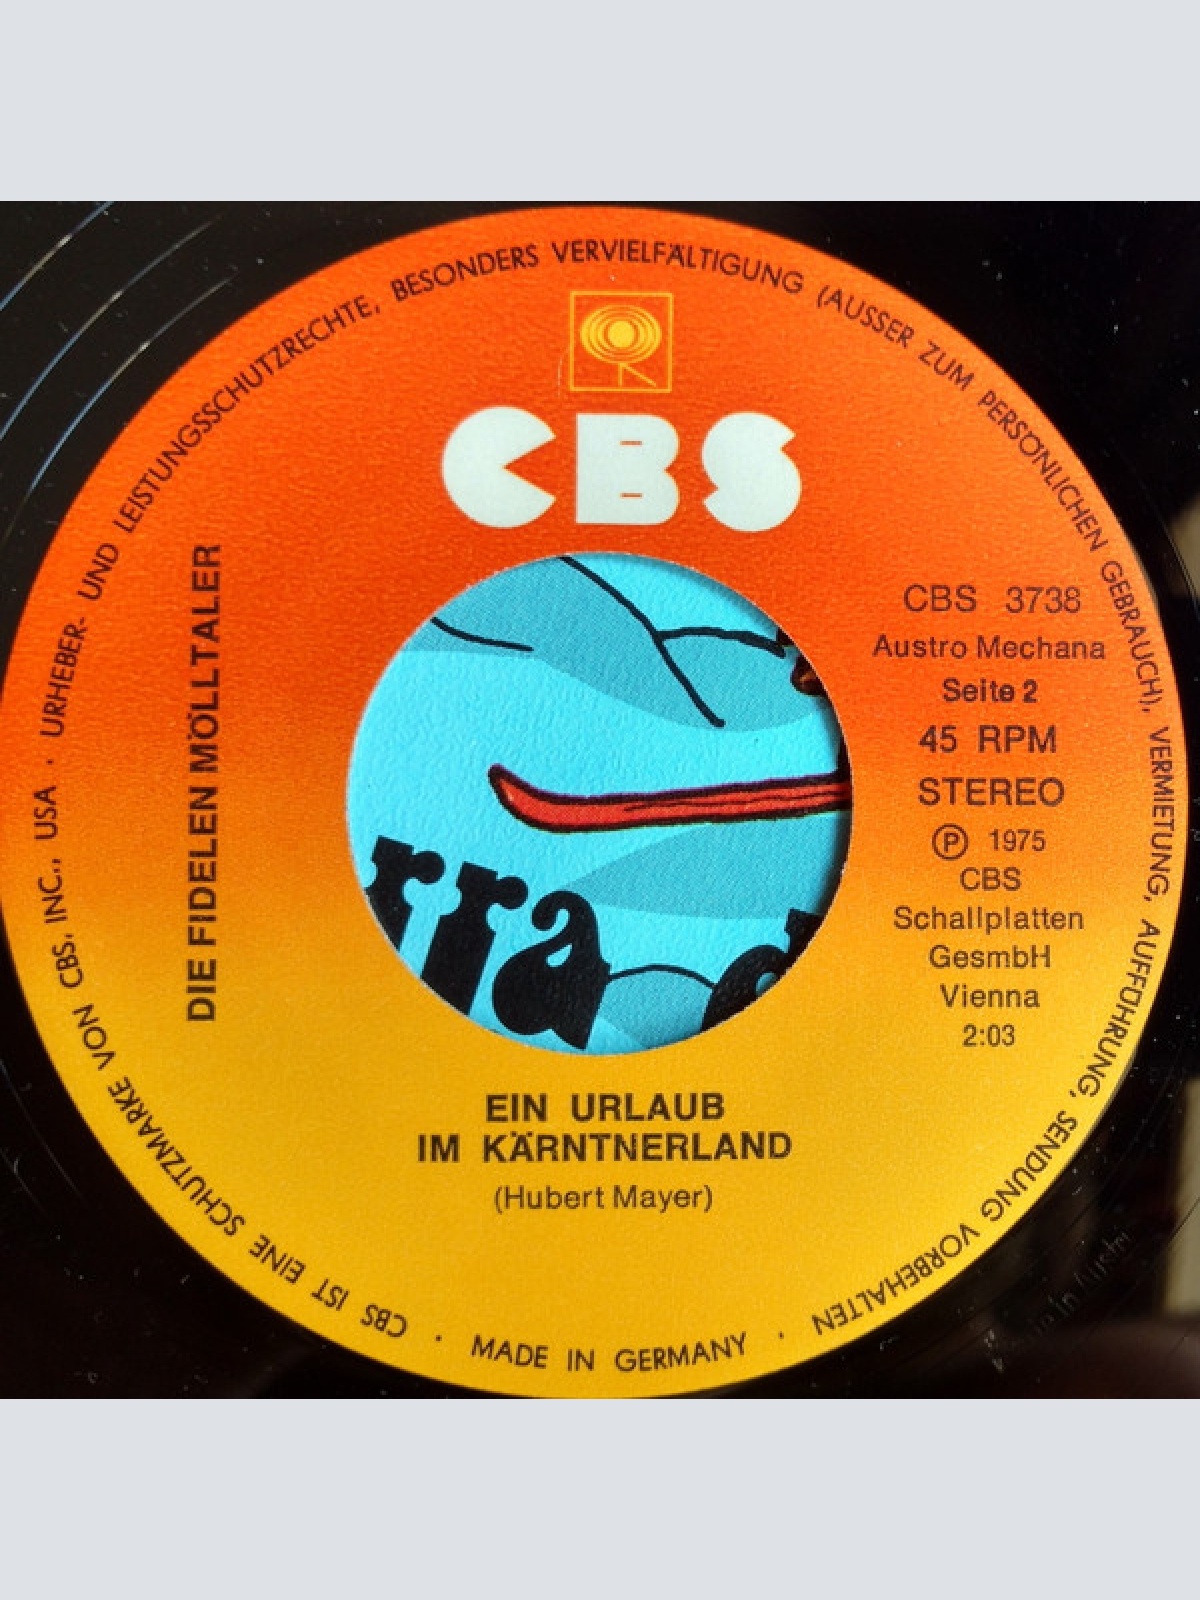 URHEBER- UND LEISTUNGSSCHUTZRECHTE, BESONDERS VERVIELFÄLTIGUNG (AUSSER ZUM PERSÖNLICHEN GEBRAUCH), VERMIETUNG, AUFFÜHRUNG, SENDUNG VORBEHALTEN ·
CBS
DIE FIDELEN MÖLLTALER
CBS 3738
Austro Mechana
Seite 2
45 RPM
STEREO
Ⓟ 1975
CBS
Schallplatten
GesmbH
Vienna
2:03
rra
EIN URLAUB
IM KÄRNTNERLAND
(Hubert Mayer)
MADE IN GERMANY ·
CBS IST EINE SCHUTZMARKE VON CBS, INC., USA ·